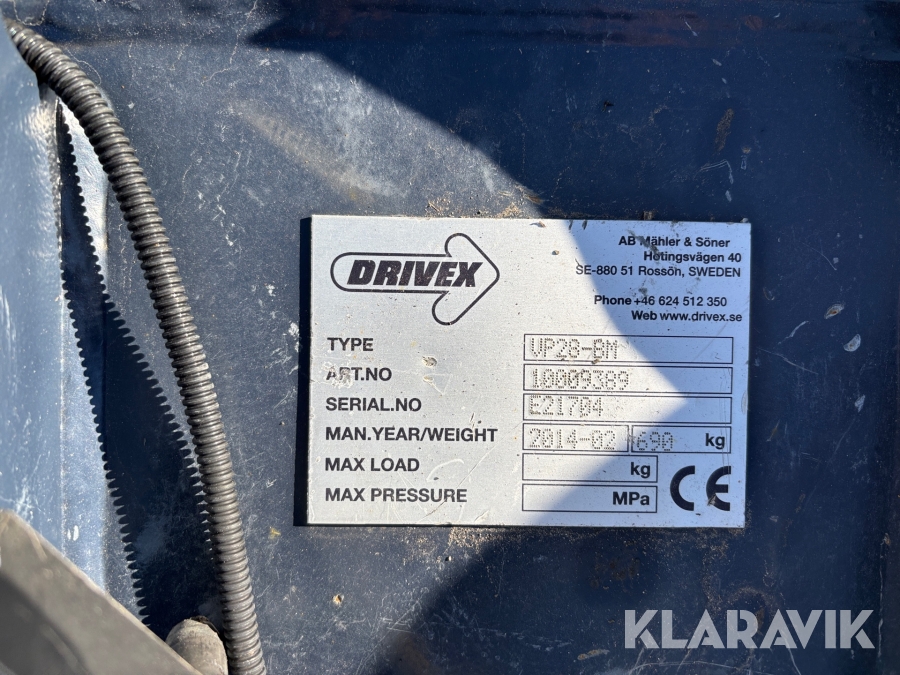 DRIVEX
AB Mähler & Söner
Hotingsvägen 40
SE-880 51 Rossön, SWEDEN
Phone +46 624 512 350
Web www.drivex.se
TYPE VP28-BM
ART.NO 10009389
SERIAL.NO E21704
MAN.YEAR/WEIGHT 2014-02 690 kg
MAX LOAD kg
MAX PRESSURE MPa
CE
KLARAVIK